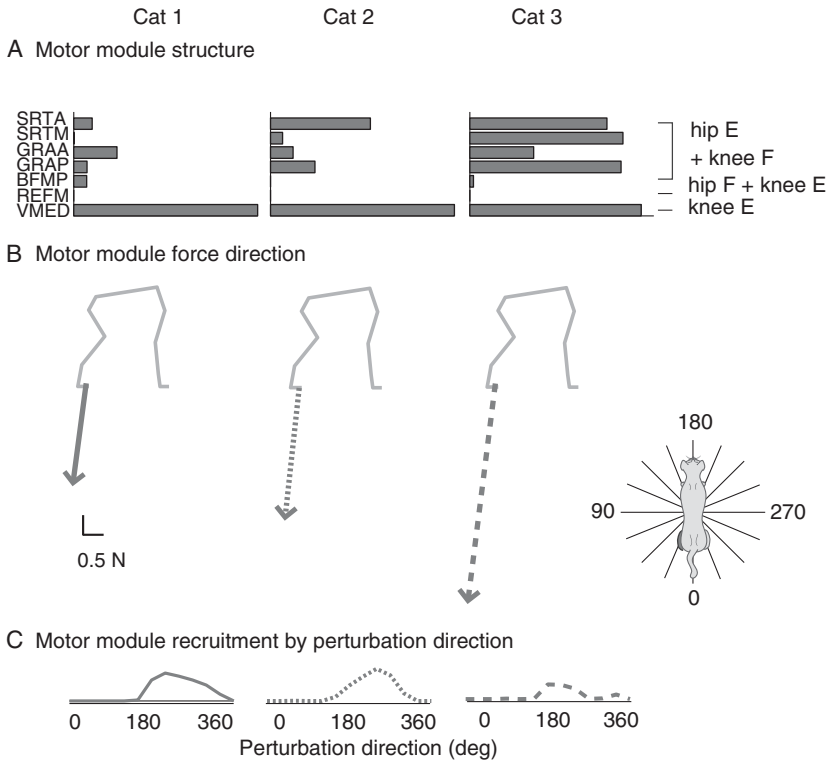 Cat 1 Cat 2 Cat 3
A Motor module structure
SRTA
SRTM
GRAA
GRAP
BFMP
REFM
VMED
hip E
+ knee F
hip F + knee E
knee E
B Motor module force direction
0.5 N
180
90 270
0
C Motor module recruitment by perturbation direction
0 180 360 0 180 360 0 180 360
Perturbation direction (deg)